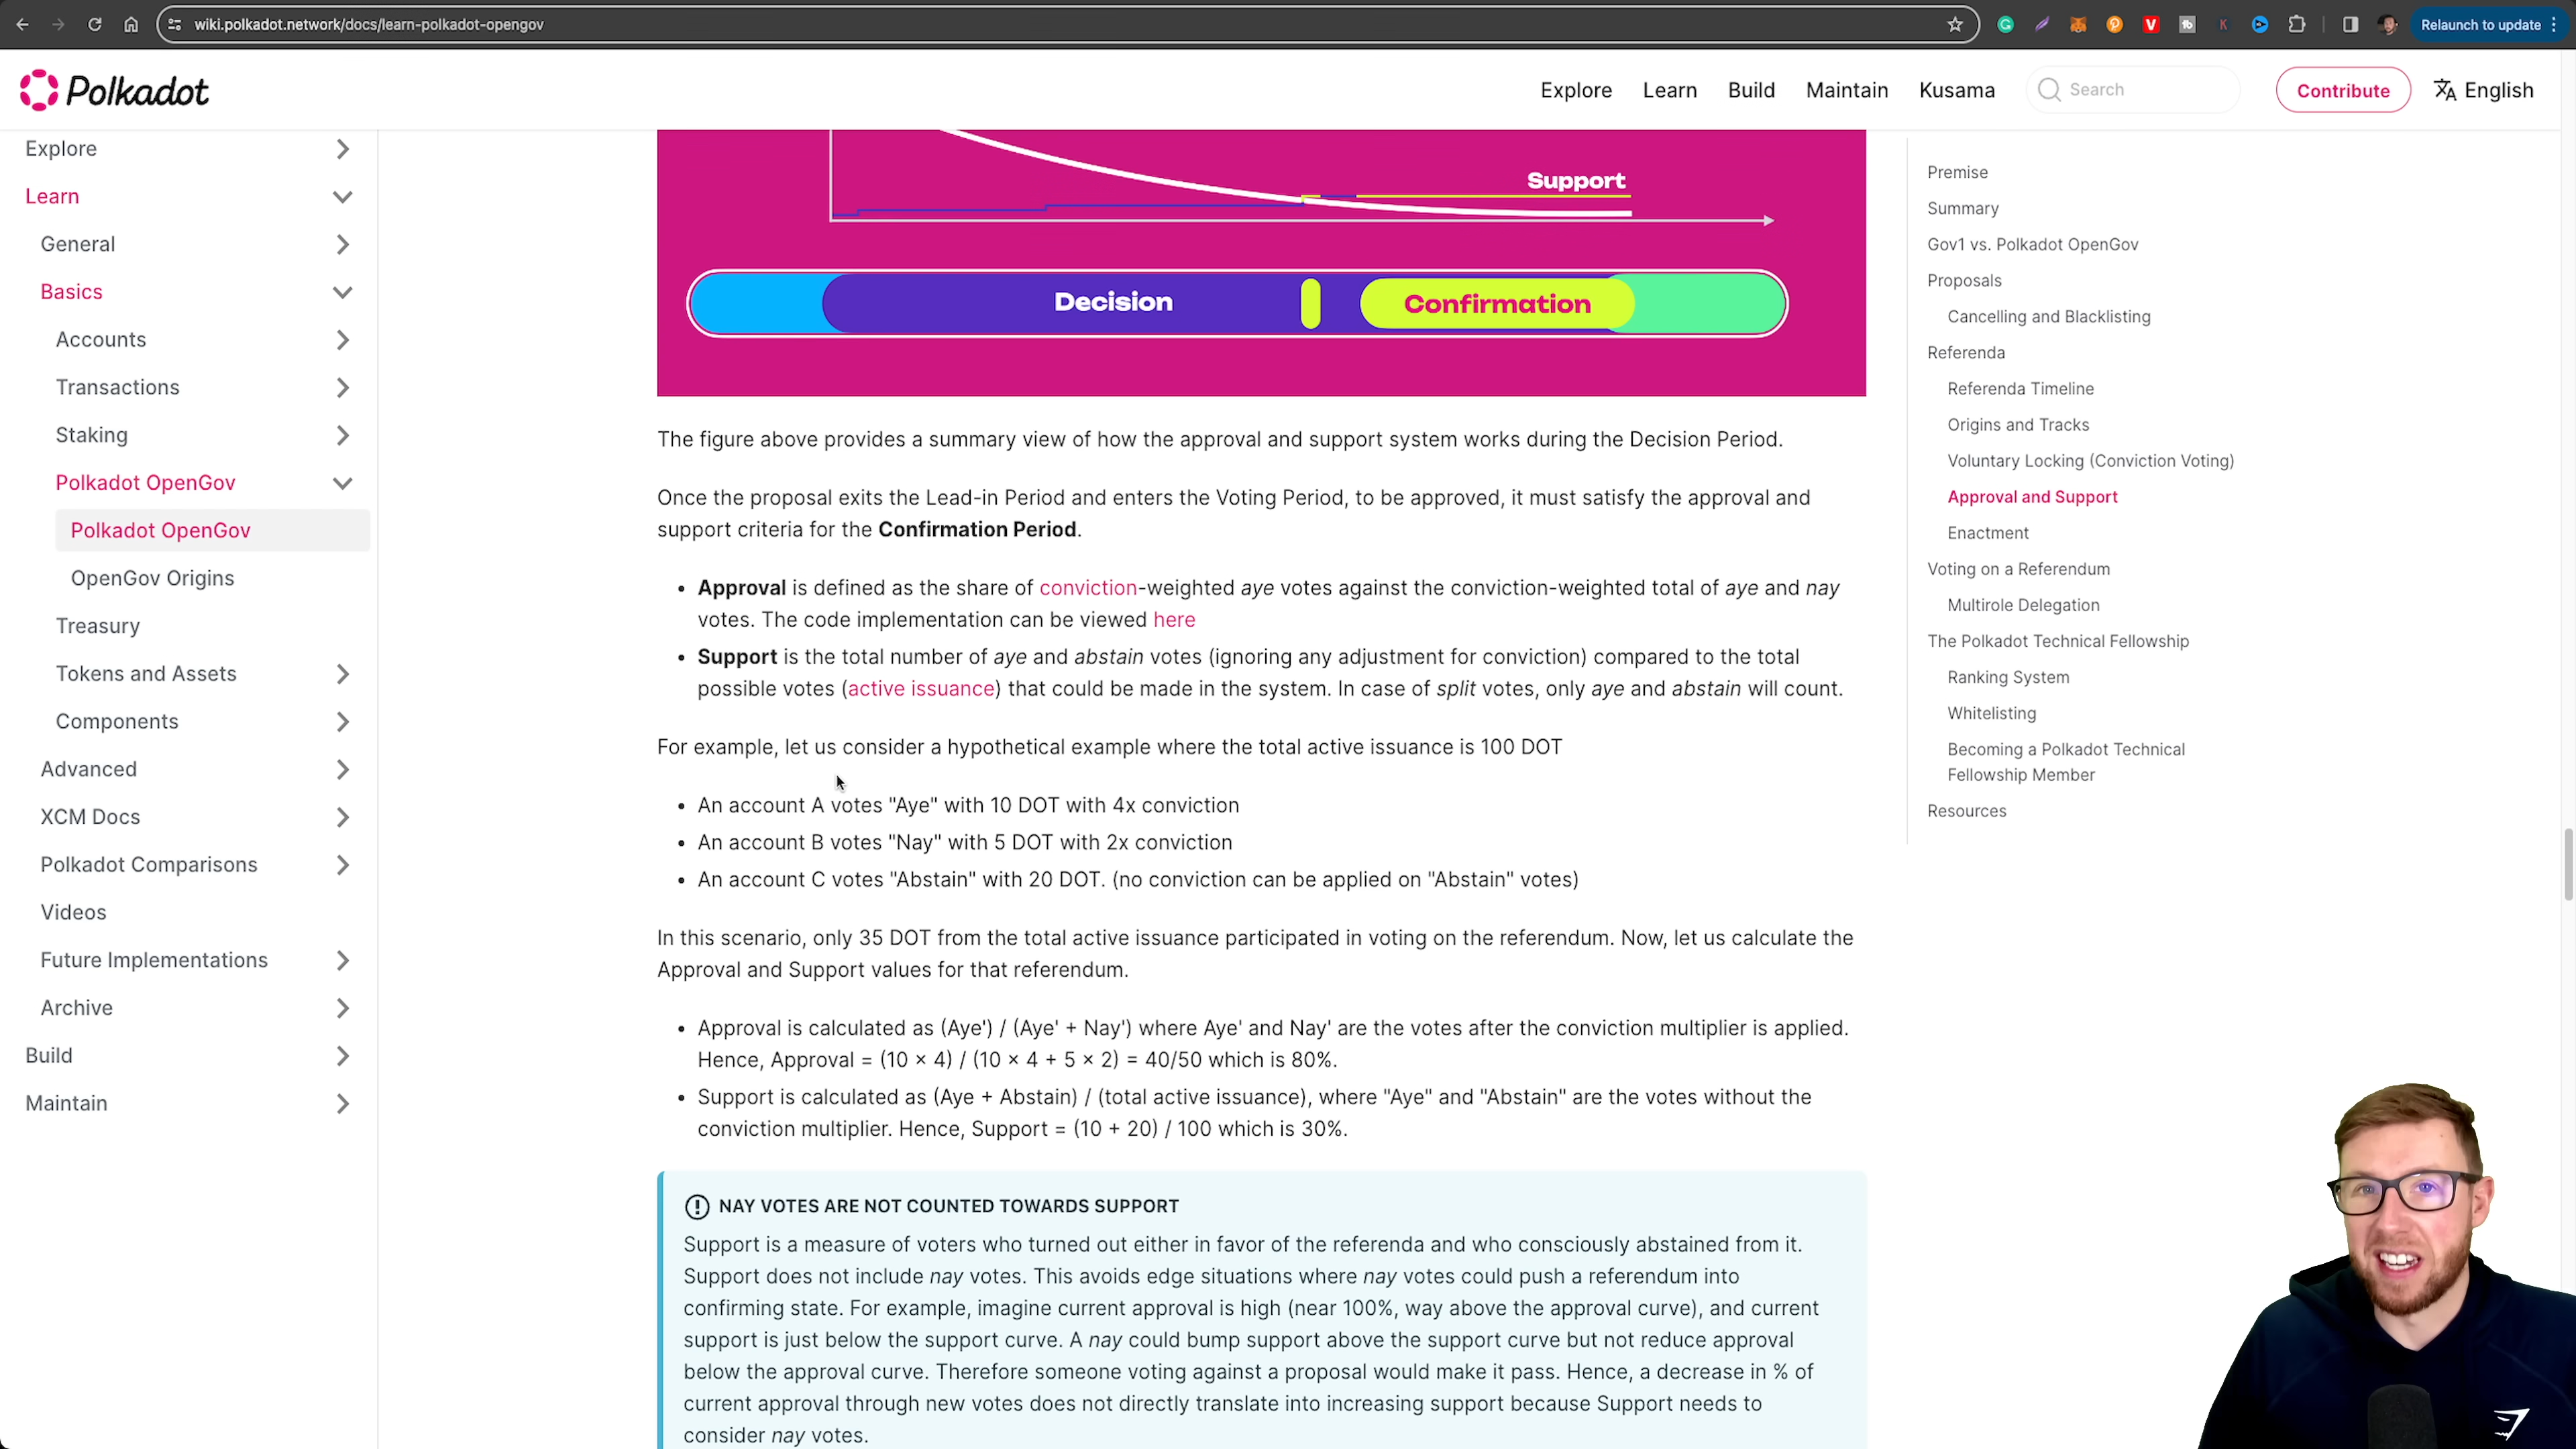 wiki.polkadot.network/docs/learn-polkadot-opengov
Relaunch to update
Polkadot
Explore
Learn
Build
Maintain
Kusama
Search
Contribute
English
Explore
Learn
General
Basics
Accounts
Transactions
Staking
Polkadot OpenGov
Polkadot OpenGov
OpenGov Origins
Treasury
Tokens and Assets
Components
Advanced
XCM Docs
Polkadot Comparisons
Videos
Future Implementations
Archive
Build
Maintain
Support
Decision
Confirmation
The figure above provides a summary view of how the approval and support system works during the Decision Period.
Once the proposal exits the Lead-in Period and enters the Voting Period, to be approved, it must satisfy the approval and
support criteria for the Confirmation Period.
• Approval is defined as the share of conviction-weighted aye votes against the conviction-weighted total of aye and nay
votes. The code implementation can be viewed here
• Support is the total number of aye and abstain votes (ignoring any adjustment for conviction) compared to the total
possible votes (active issuance) that could be made in the system. In case of split votes, only aye and abstain will count.
For example, let us consider a hypothetical example where the total active issuance is 100 DOT
• An account A votes "Aye" with 10 DOT with 4x conviction
• An account B votes "Nay" with 5 DOT with 2x conviction
• An account C votes "Abstain" with 20 DOT. (no conviction can be applied on "Abstain" votes)
In this scenario, only 35 DOT from the total active issuance participated in voting on the referendum. Now, let us calculate the
Approval and Support values for that referendum.
• Approval is calculated as (Aye') / (Aye' + Nay') where Aye' and Nay' are the votes after the conviction multiplier is applied.
Hence, Approval = (10 × 4) / (10 × 4 + 5 × 2) = 40/50 which is 80%.
• Support is calculated as (Aye + Abstain) / (total active issuance), where "Aye" and "Abstain" are the votes without the
conviction multiplier. Hence, Support = (10 + 20) / 100 which is 30%.
NAY VOTES ARE NOT COUNTED TOWARDS SUPPORT
Support is a measure of voters who turned out either in favor of the referenda and who consciously abstained from it.
Support does not include nay votes. This avoids edge situations where nay votes could push a referendum into
confirming state. For example, imagine current approval is high (near 100%, way above the approval curve), and current
support is just below the support curve. A nay could bump support above the support curve but not reduce approval
below the approval curve. Therefore someone voting against a proposal would make it pass. Hence, a decrease in % of
current approval through new votes does not directly translate into increasing support because Support needs to
consider nay votes.
Premise
Summary
Gov1 vs. Polkadot OpenGov
Proposals
Cancelling and Blacklisting
Referenda
Referenda Timeline
Origins and Tracks
Voluntary Locking (Conviction Voting)
Approval and Support
Enactment
Voting on a Referendum
Multirole Delegation
The Polkadot Technical Fellowship
Ranking System
Whitelisting
Becoming a Polkadot Technical
Fellowship Member
Resources